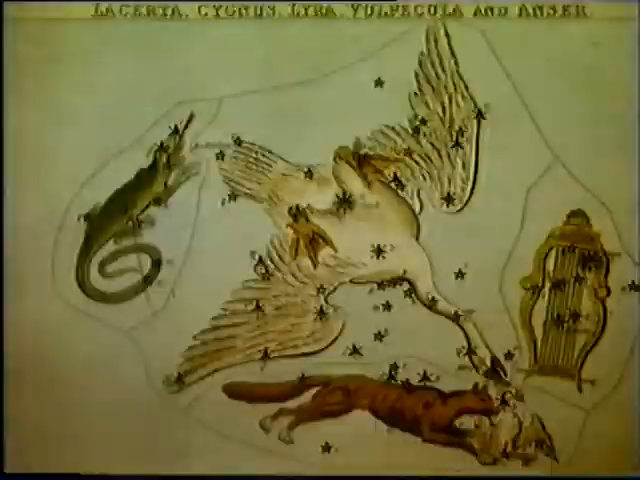 LACERTA, CYGNUS, LYRA, VULPECULA AND ANSER